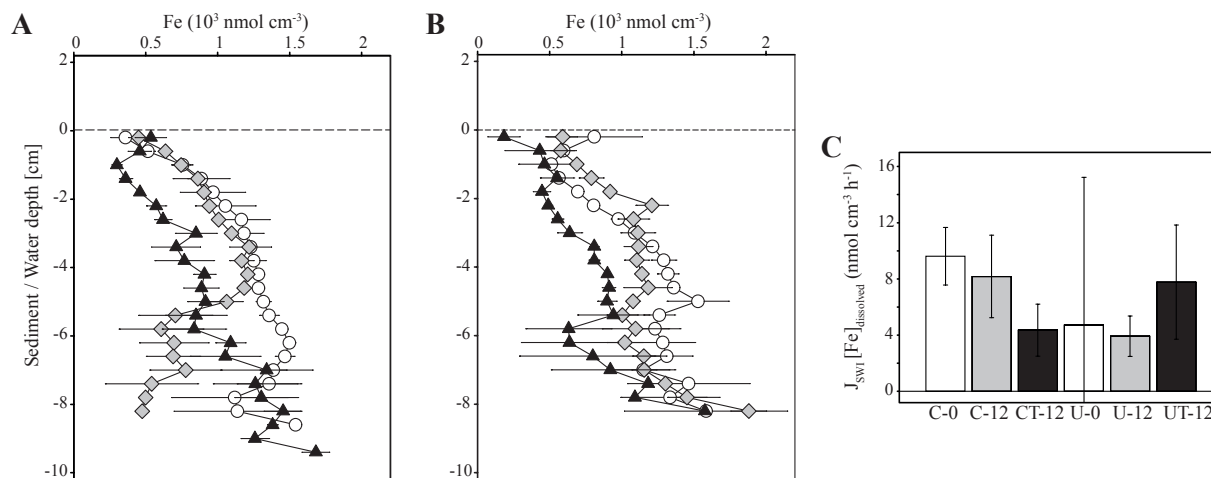 A
Fe (10³ nmol cm⁻³)
0 0.5 1 1.5 2
2
0
-2
-4
-6
-8
-10
Sediment / Water depth [cm]
B
Fe (10³ nmol cm⁻³)
0 0.5 1 1.5 2
2
0
-2
-4
-6
-8
-10
C
16
12
8
4
0
J_SWI [Fe]_dissolved (nmol cm⁻³ h⁻¹)
C-0 C-12 CT-12 U-0 U-12 UT-12